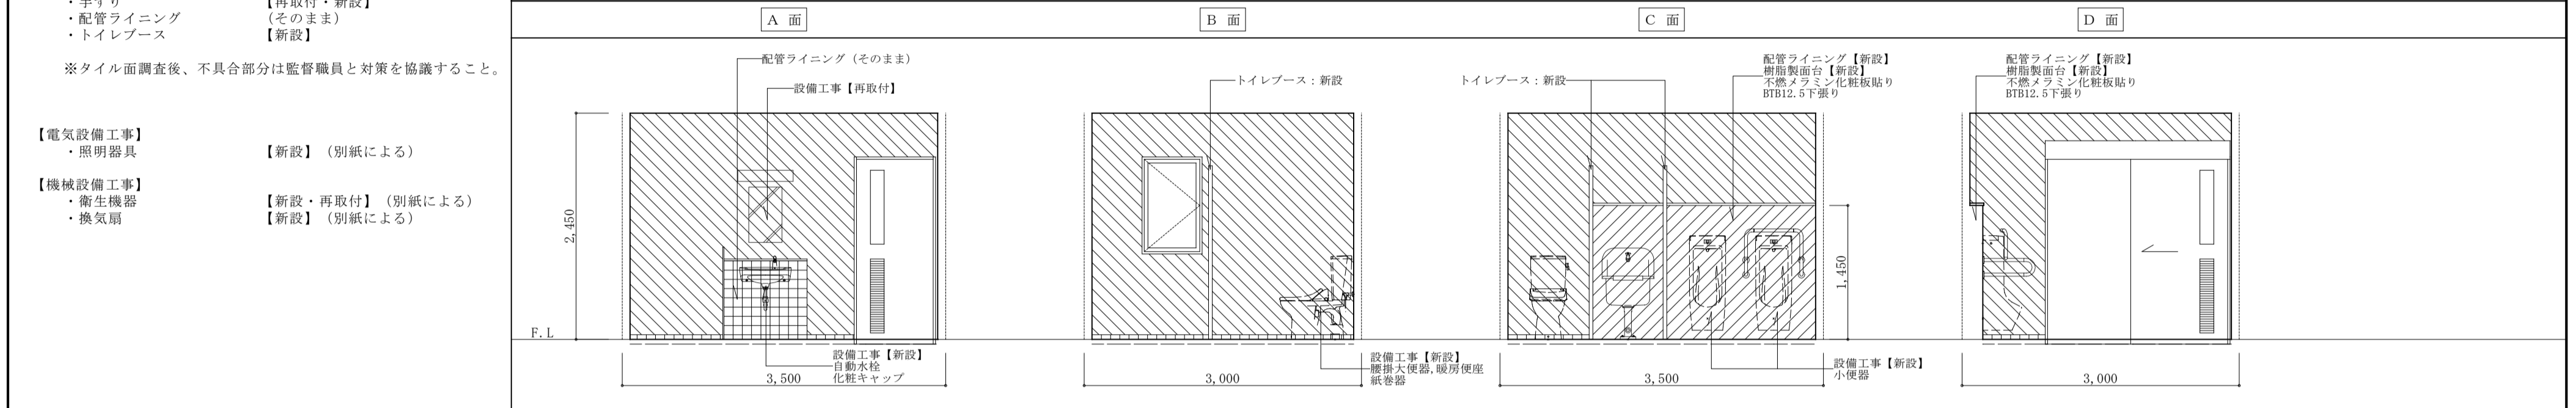 ・手すり 【再取付・新設】
・配管ライニング (そのまま)
・トイレブース 【新設】
※タイル面調査後、不具合部分は監督職員と対策を協議すること。
【電気設備工事】
・照明器具 【新設】(別紙による)
【機械設備工事】
・衛生機器 【新設・再取付】(別紙による)
・換気扇 【新設】(別紙による)
A 面
配管ライニング (そのまま)
設備工事【再取付】
2,450
F.L
設備工事【新設】
自動水栓
化粧キャップ
3,500
B 面
トイレブース:新設
設備工事【新設】
腰掛大便器,暖房便座
紙巻器
3,000
C 面
トイレブース:新設
配管ライニング【新設】
樹脂製面台【新設】
不燃メラミン化粧板貼り
BTB12.5下張り
1,450
設備工事【新設】
小便器
3,500
D 面
配管ライニング【新設】
樹脂製面台【新設】
不燃メラミン化粧板貼り
BTB12.5下張り
3,000